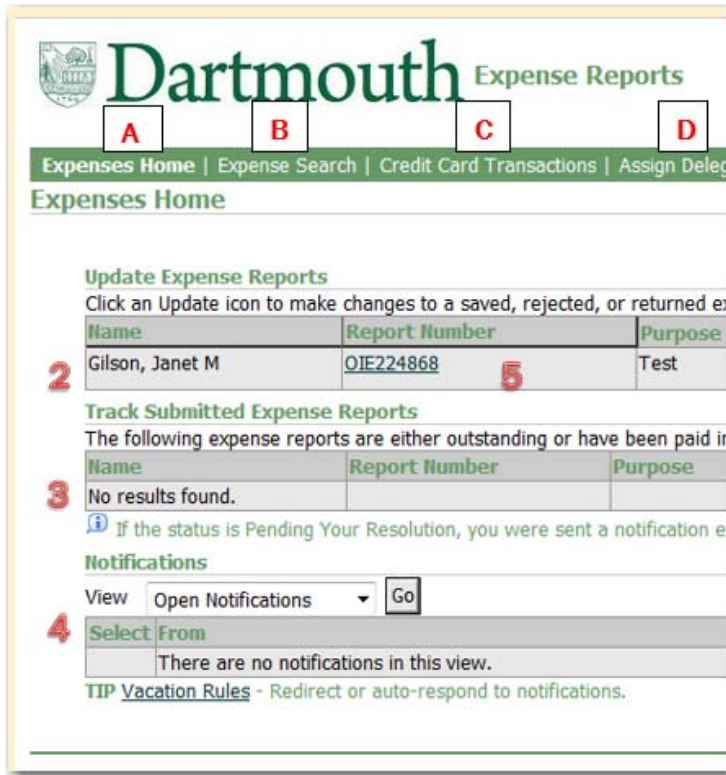 Dartmouth Expense Reports
A B C D
Expenses Home | Expense Search | Credit Card Transactions | Assign Deleg
Expenses Home
Update Expense Reports
Click an Update icon to make changes to a saved, rejected, or returned ex
Name Report Number Purpose
2 Gilson, Janet M OIE224868 5 Test
Track Submitted Expense Reports
The following expense reports are either outstanding or have been paid in
Name Report Number Purpose
3 No results found.
If the status is Pending Your Resolution, you were sent a notification e
Notifications
View Open Notifications Go
4 Select From
There are no notifications in this view.
TIP Vacation Rules - Redirect or auto-respond to notifications.